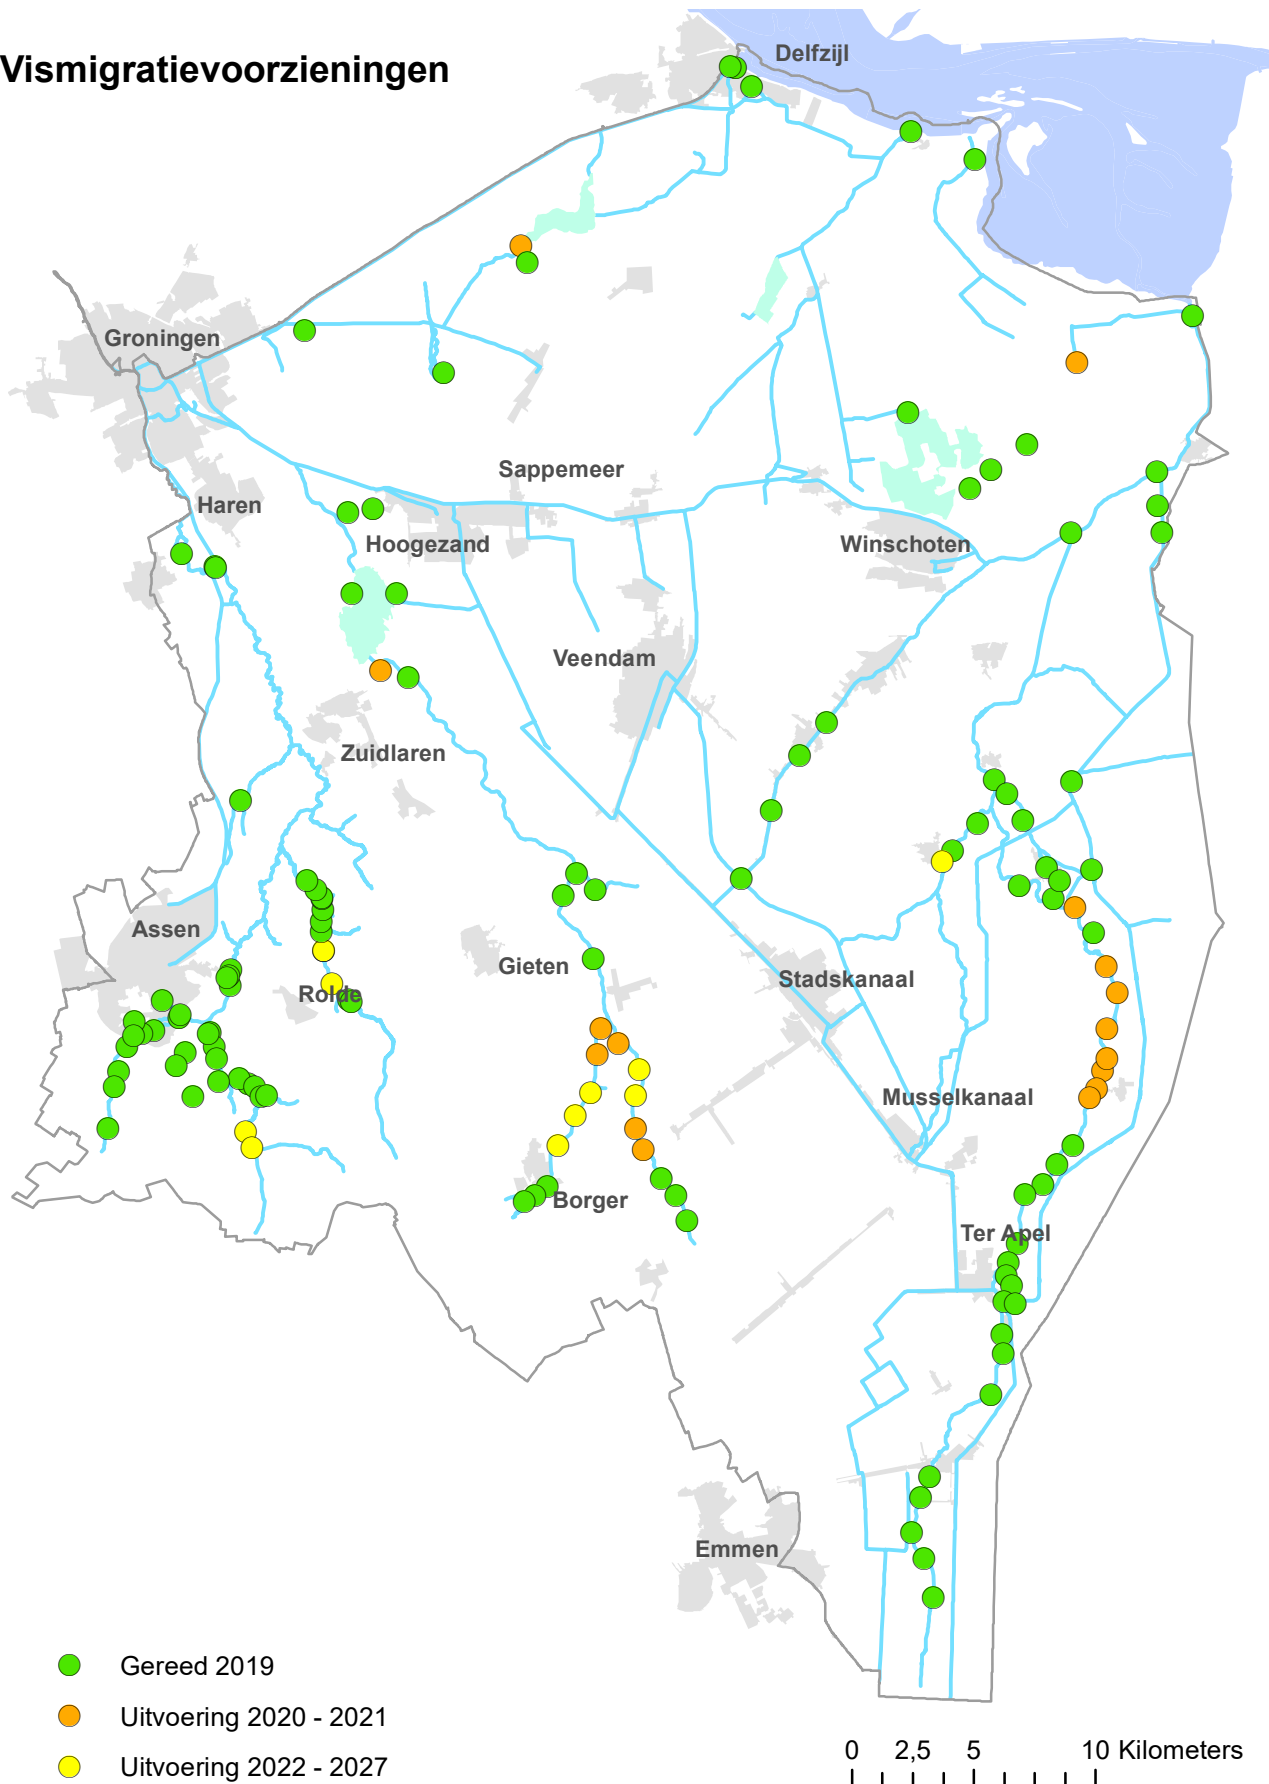 Vismigratievoorzieningen
Delfzijl
Groningen
Sappemeer
Haren
Hoogezand
Winschoten
Veendam
Zuidlaren
Assen
Gieten
Stadskanaal
Rolde
Musselkanaal
Borger
Ter Apel
Emmen
Gereed 2019
Uitvoering 2020 - 2021
Uitvoering 2022 - 2027
0 2,5 5 10 Kilometers